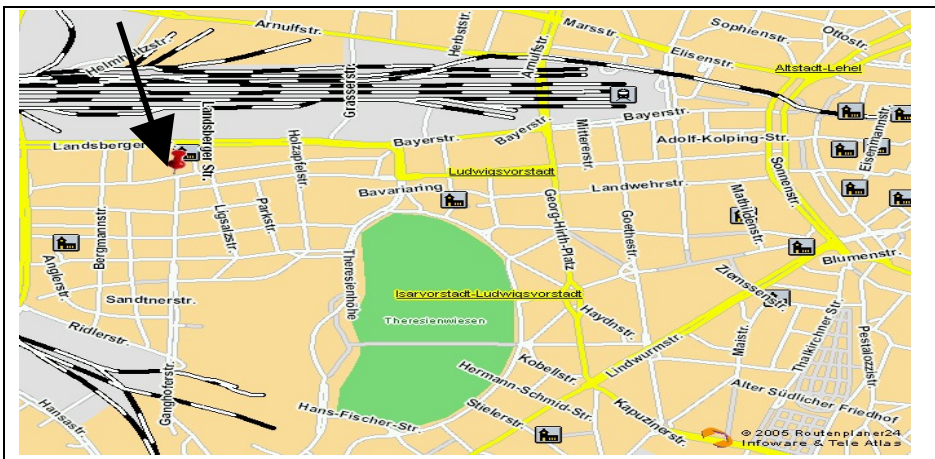 Arnulfstr.
Helmholtzstr.
Arnulfstr.
Grasserstr.
Herbststr.
Marsstr.
Sophienstr.
Ottostr.
Elisenstr.
Altstadt-Lehel
Landsberger
Landsberger Str.
Holzapfelstr.
Bayerstr.
Bayerstr.
Bayerstr.
Mittererstr.
Adolf-Kolping-Str.
Eisenmannstr.
Sonnenstr.
Ludwigsvorstadt
Bavariaring
Landwehrstr.
Mathildenstr.
Bergmannstr.
Ligsalzstr.
Parkstr.
Georg-Hirth-Platz
Goethestr.
Anglerstr.
Theresienhöhe
Blumenstr.
Ziemssenstr.
Sandtnerstr.
Isarvorstadt-Ludwigsvorstadt
Theresienwiesen
Haydnstr.
Ridlerstr.
Lindwurmstr.
Maistr.
Thalkirchner Str.
Pestalozzistr.
Ganghoferstr.
Kobellstr.
Hermann-Schmid-Str.
Hansastr.
Hans-Fischer-Str.
Stielerstr.
Kapuzinerstr.
Alter Südlicher Friedhof
© 2005 Routenplaner24
Infoware & Tele Atlas